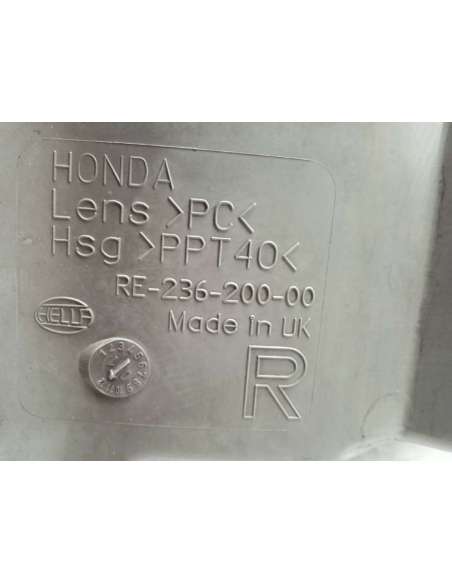 HONDA
Lens >PC<
Hsg >PPT40<
RE-236-200-00
HELLA
Made in UK
R